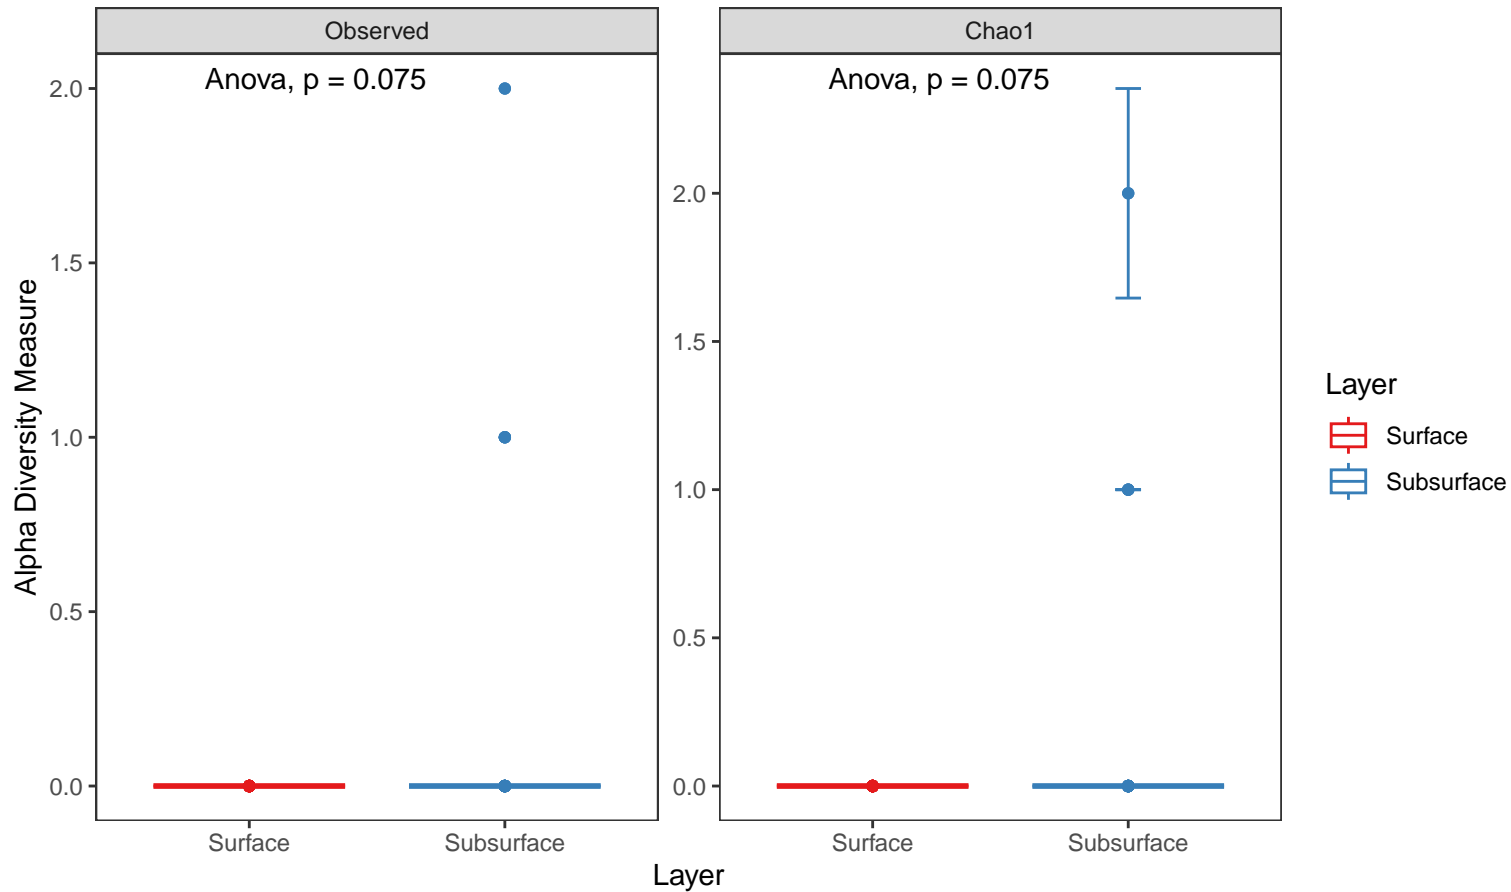 Observed
Chao1
Anova, p = 0.075
Anova, p = 0.075
Alpha Diversity Measure
2.0
1.5
1.0
0.5
0.0
2.0
1.5
1.0
0.5
0.0
Surface
Subsurface
Surface
Subsurface
Layer
Layer
Surface
Subsurface